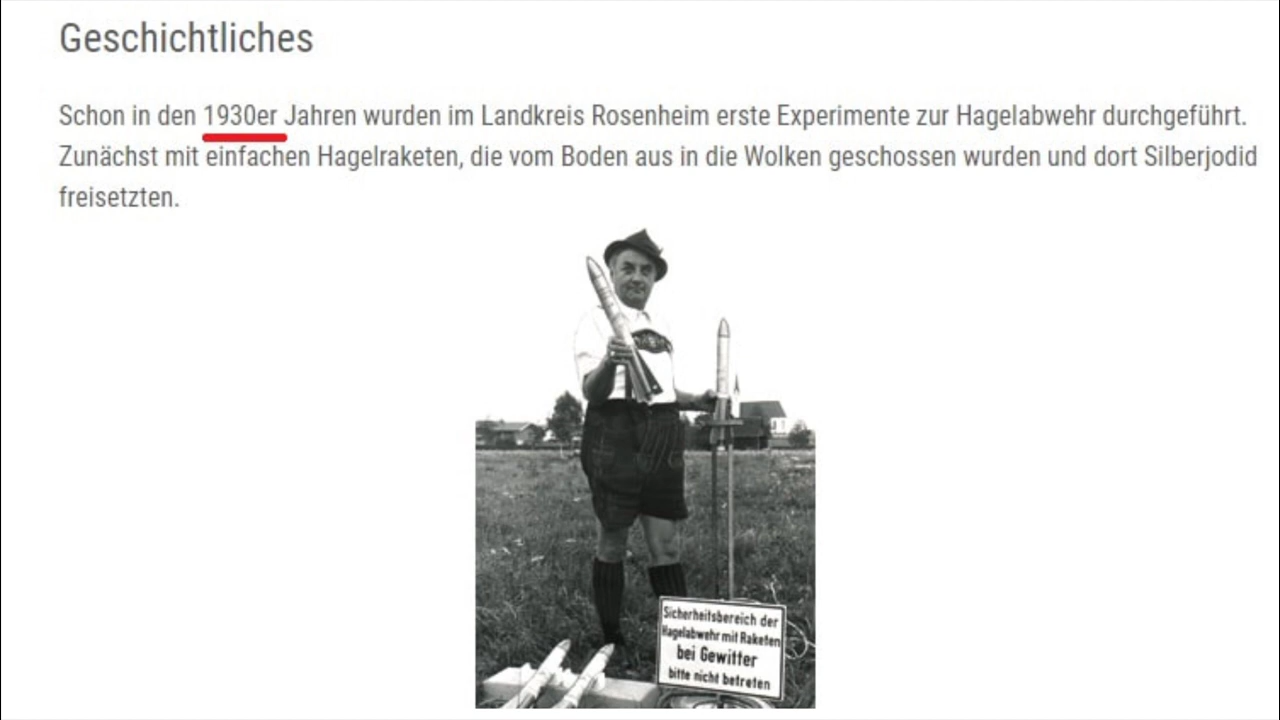 Geschichtliches
Schon in den 1930er Jahren wurden im Landkreis Rosenheim erste Experimente zur Hagelabwehr durchgeführt.
Zunächst mit einfachen Hagelraketen, die vom Boden aus in die Wolken geschossen wurden und dort Silberjodid
freisetzten.
Sicherheitsbereich der
Hagelabwehr mit Raketen
bei Gewitter
bitte nicht betreten